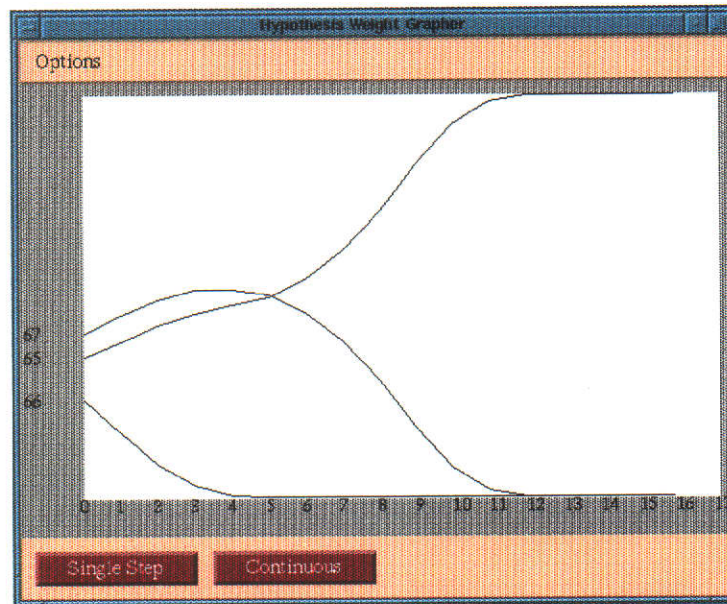 Hypothesis Weight Grapher
Options
67
65
66
0 1 2 3 4 5 6 7 8 9 10 11 12 13 14 15 16
Single Step Continuous